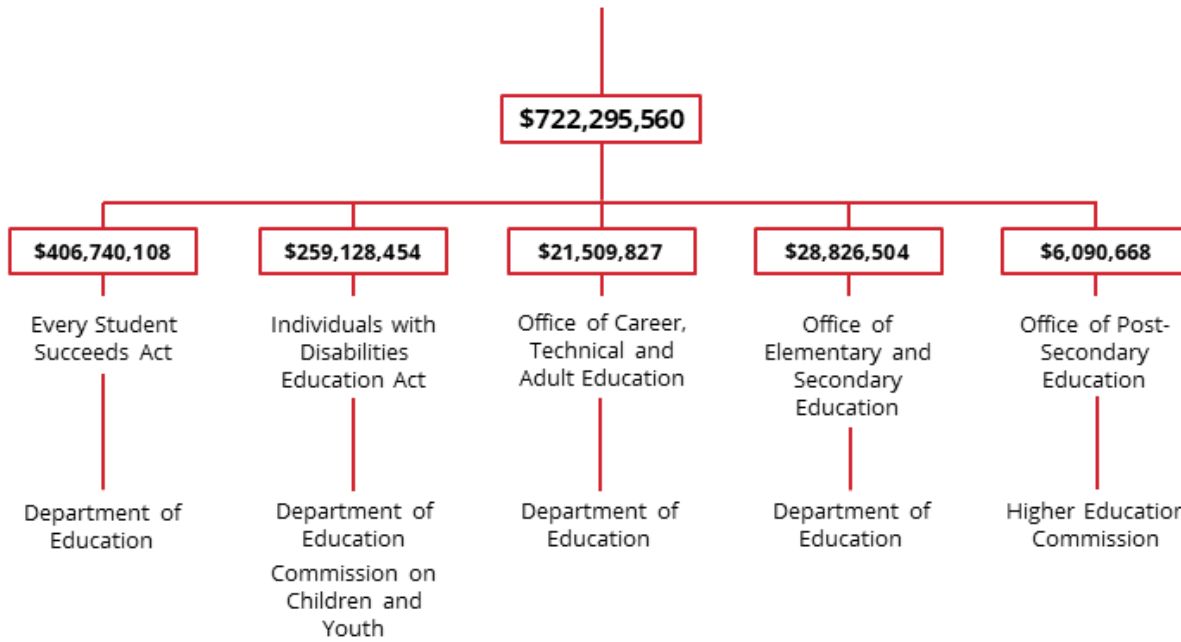 $722,295,560
$406,740,108
Every Student
Succeeds Act
Department of
Education
$259,128,454
Individuals with
Disabilities
Education Act
Department of
Education
Commission on
Children and
Youth
$21,509,827
Office of Career,
Technical and
Adult Education
Department of
Education
$28,826,504
Office of
Elementary and
Secondary
Education
Department of
Education
$6,090,668
Office of Post-
Secondary
Education
Higher Education
Commission